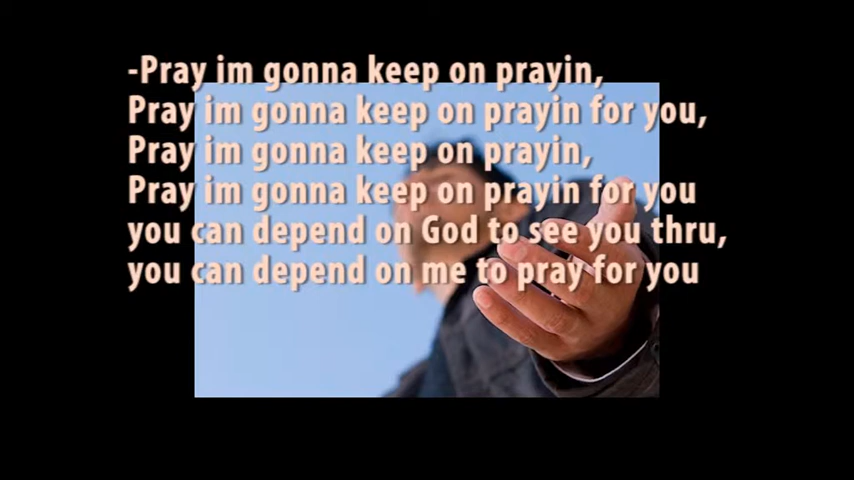 -Pray im gonna keep on prayin,
Pray im gonna keep on prayin for you,
Pray im gonna keep on prayin,
Pray im gonna keep on prayin for you
you can depend on God to see you thru,
you can depend on me to pray for you